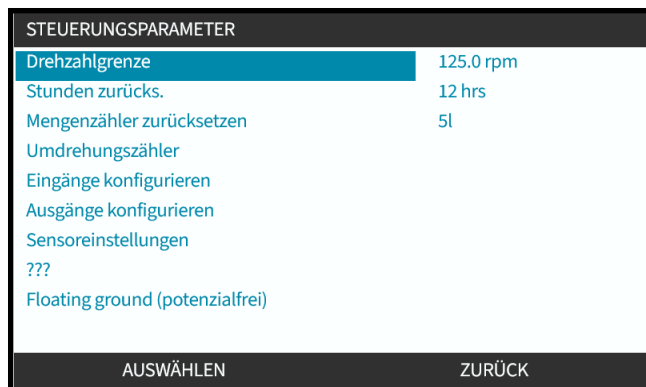 STEUERUNGSPARAMETER
Drehzahlgrenze 125.0 rpm
Stunden zurücks. 12 hrs
Mengenzähler zurücksetzen 5l
Umdrehungszähler
Eingänge konfigurieren
Ausgänge konfigurieren
Sensoreinstellungen
???
Floating ground (potenzialfrei)
AUSWÄHLEN ZURÜCK